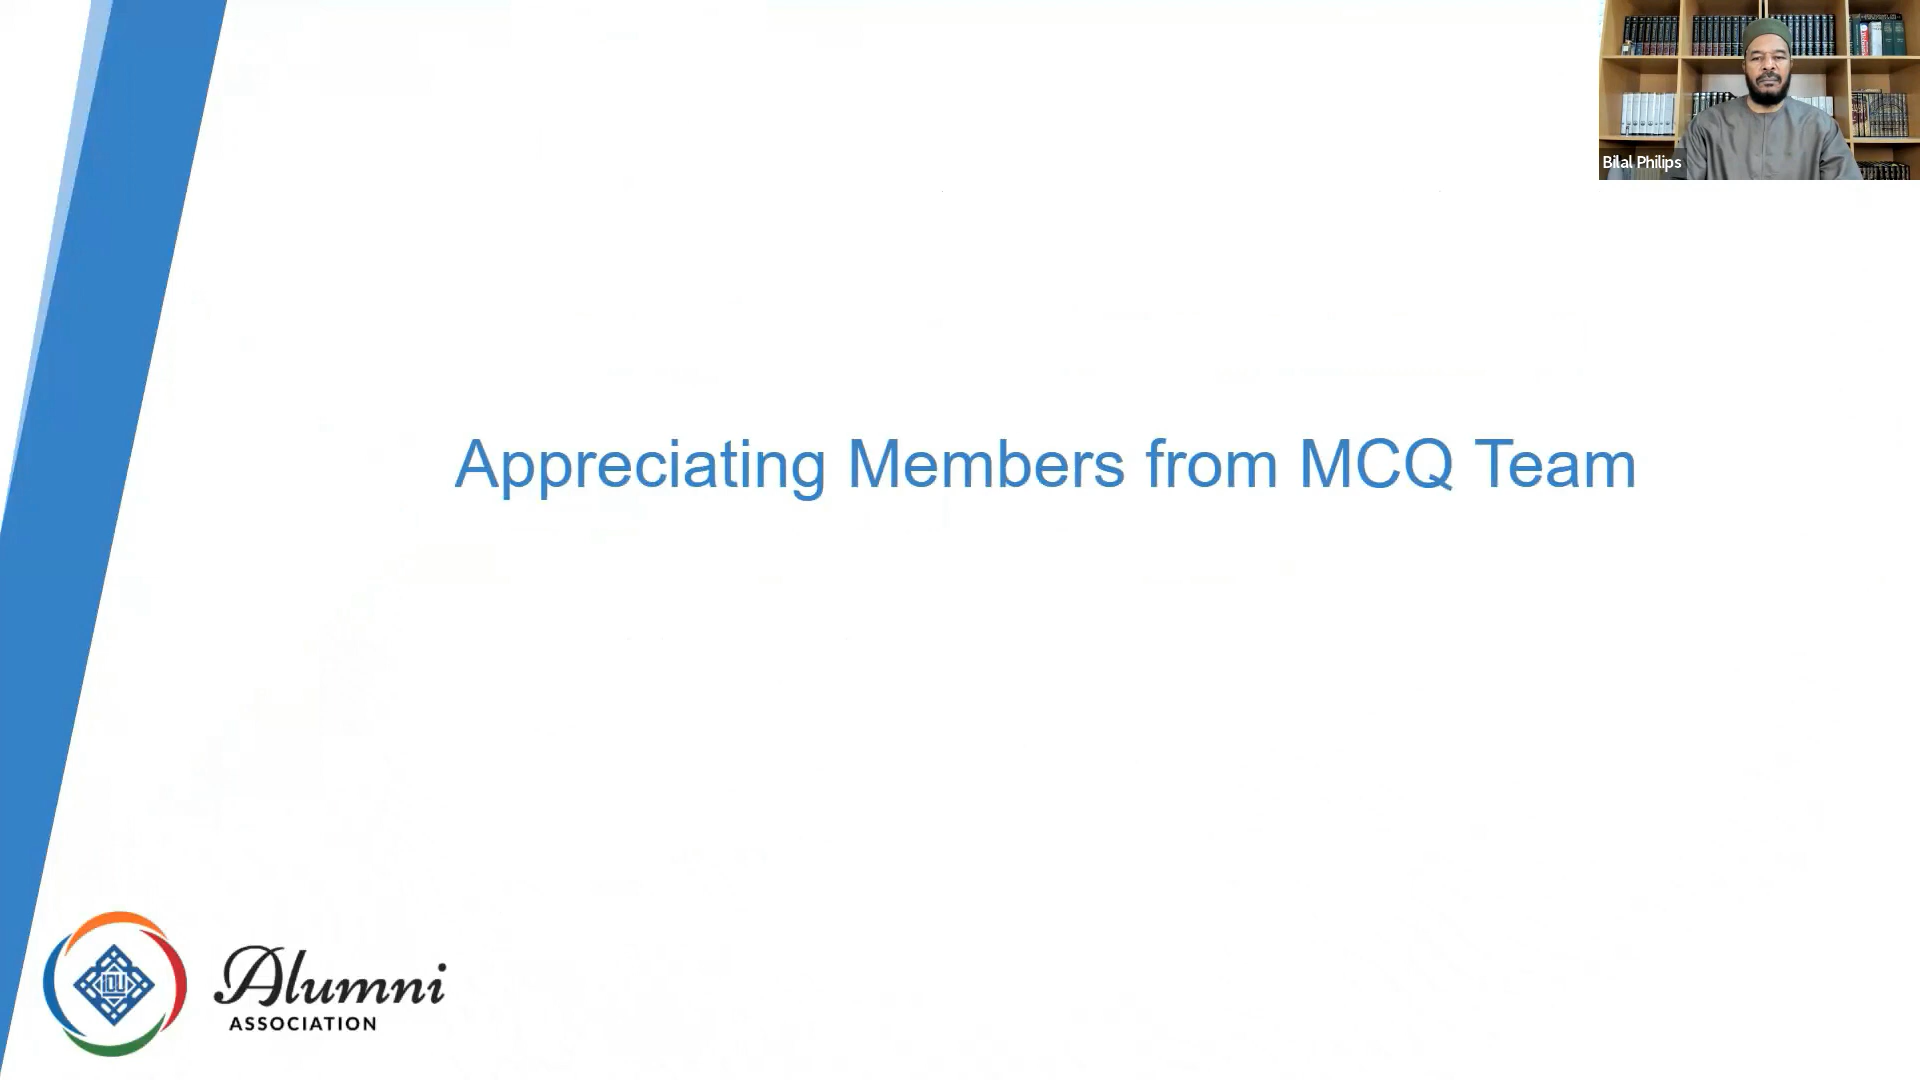 Bilal Philips
Appreciating Members from MCQ Team
IOU
Alumni
ASSOCIATION